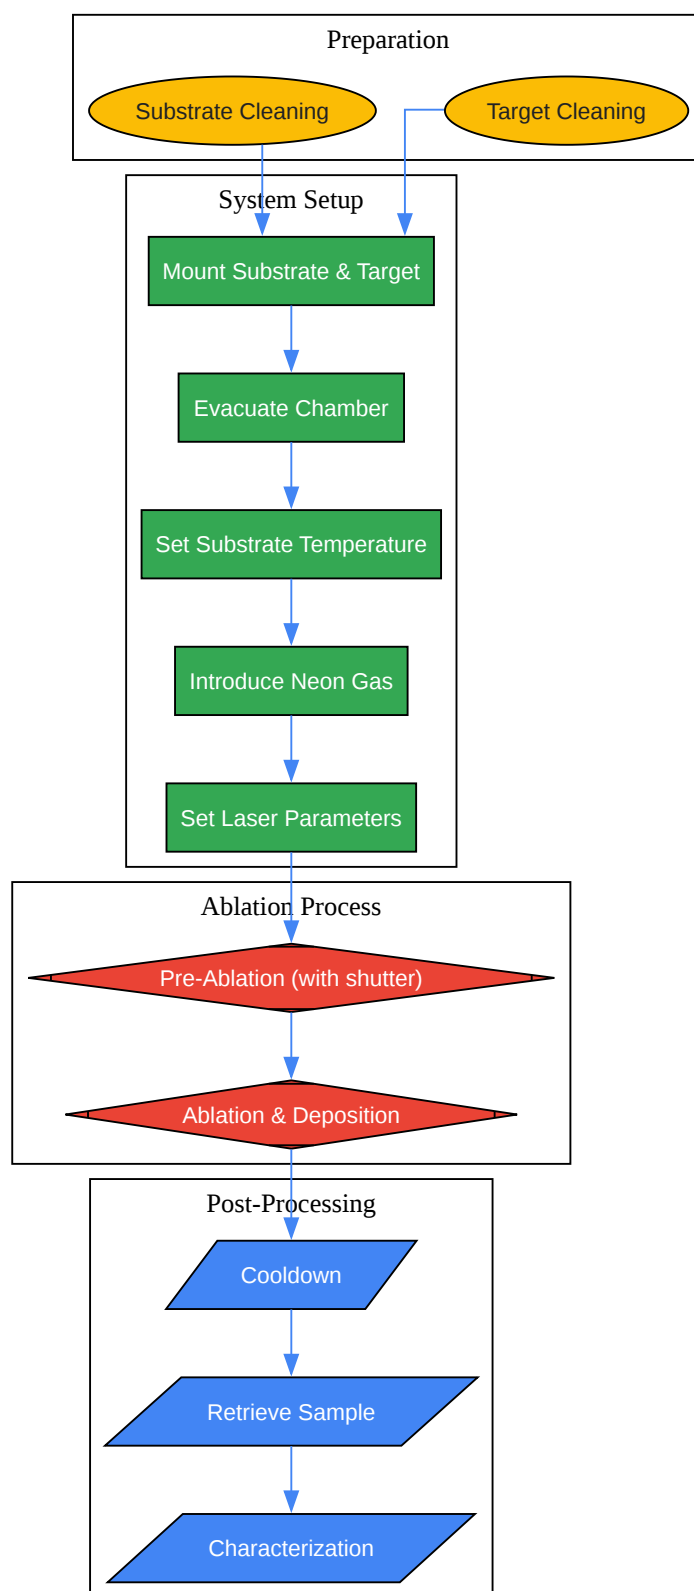 Preparation
Substrate Cleaning
Target Cleaning
System Setup
Mount Substrate & Target
Evacuate Chamber
Set Substrate Temperature
Introduce Neon Gas
Set Laser Parameters
Ablation Process
Pre-Ablation (with shutter)
Ablation & Deposition
Post-Processing
Cooldown
Retrieve Sample
Characterization